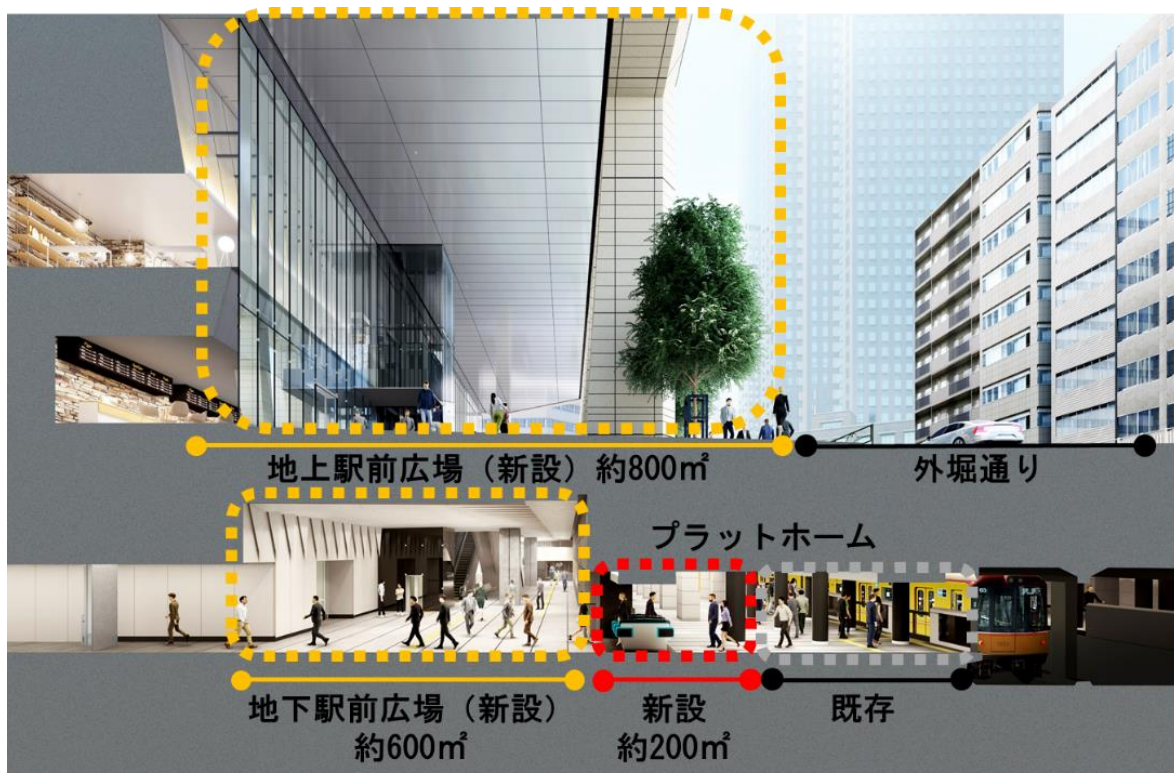 地上駅前広場（新設）約800㎡
外堀通り
プラットホーム
地下駅前広場（新設）
約600㎡
新設
約200㎡
既存